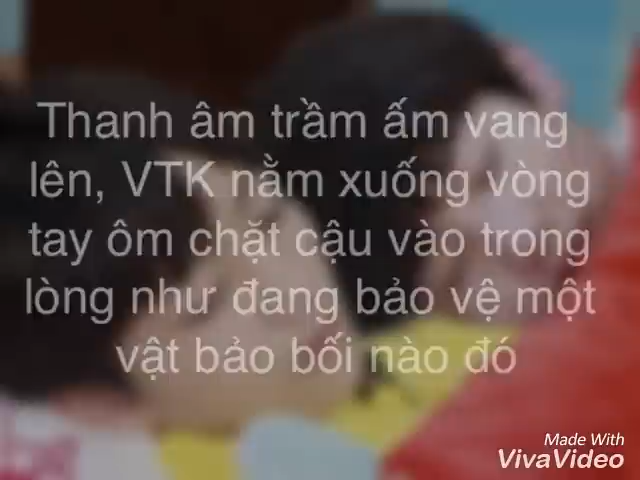 Thanh âm trầm ấm vang
lên, VTK nằm xuống vòng
tay ôm chặt cậu vào trong
lòng như đang bảo vệ một
vật bảo bối nào đó
Made With
VivaVideo